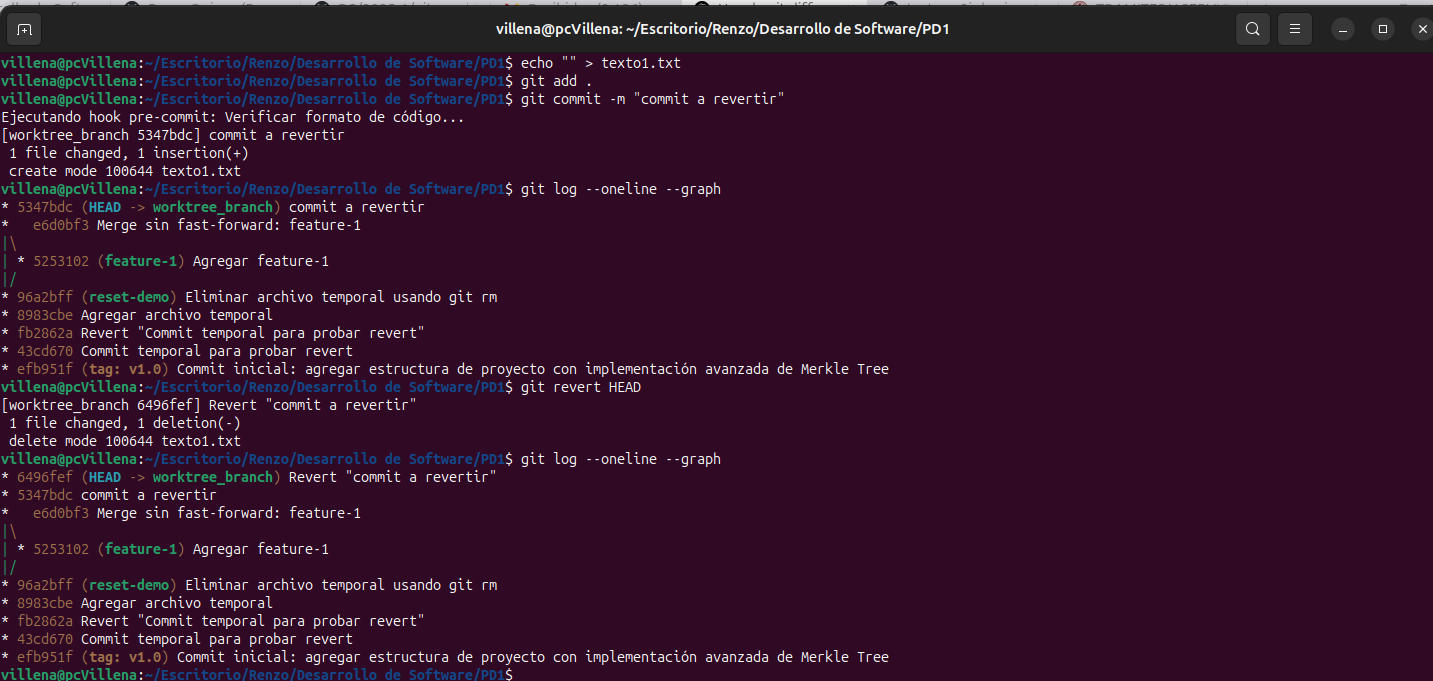 villena@pcVillena: ~/Escritorio/Renzo/Desarrollo de Software/PD1
villena@pcVillena:~/Escritorio/Renzo/Desarrollo de Software/PD1$ echo "" > texto1.txt
villena@pcVillena:~/Escritorio/Renzo/Desarrollo de Software/PD1$ git add .
villena@pcVillena:~/Escritorio/Renzo/Desarrollo de Software/PD1$ git commit -m "commit a revertir"
Ejecutando hook pre-commit: Verificar formato de código...
[worktree_branch 5347bdc] commit a revertir
 1 file changed, 1 insertion(+)
 create mode 100644 texto1.txt
villena@pcVillena:~/Escritorio/Renzo/Desarrollo de Software/PD1$ git log --oneline --graph
* 5347bdc (HEAD -> worktree_branch) commit a revertir
*   e6d0bf3 Merge sin fast-forward: feature-1
|\
| * 5253102 (feature-1) Agregar feature-1
|/
* 96a2bff (reset-demo) Eliminar archivo temporal usando git rm
* 8983cbe Agregar archivo temporal
* fb2862a Revert "Commit temporal para probar revert"
* 43cd670 Commit temporal para probar revert
* efb951f (tag: v1.0) Commit inicial: agregar estructura de proyecto con implementación avanzada de Merkle Tree
villena@pcVillena:~/Escritorio/Renzo/Desarrollo de Software/PD1$ git revert HEAD
[worktree_branch 6496fef] Revert "commit a revertir"
 1 file changed, 1 deletion(-)
 delete mode 100644 texto1.txt
villena@pcVillena:~/Escritorio/Renzo/Desarrollo de Software/PD1$ git log --oneline --graph
* 6496fef (HEAD -> worktree_branch) Revert "commit a revertir"
* 5347bdc commit a revertir
*   e6d0bf3 Merge sin fast-forward: feature-1
|\
| * 5253102 (feature-1) Agregar feature-1
|/
* 96a2bff (reset-demo) Eliminar archivo temporal usando git rm
* 8983cbe Agregar archivo temporal
* fb2862a Revert "Commit temporal para probar revert"
* 43cd670 Commit temporal para probar revert
* efb951f (tag: v1.0) Commit inicial: agregar estructura de proyecto con implementación avanzada de Merkle Tree
villena@pcVillena:~/Escritorio/Renzo/Desarrollo de Software/PD1$